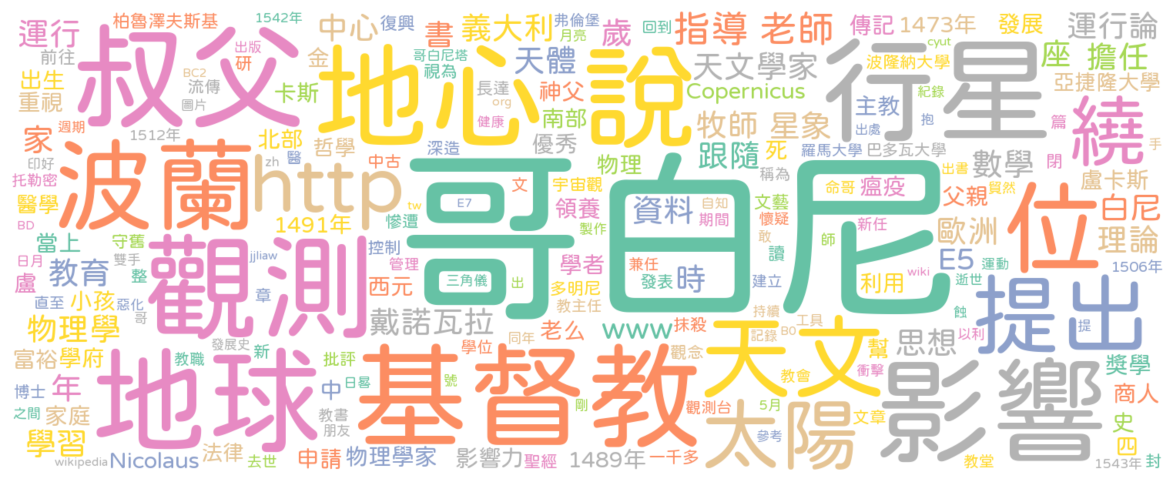 柏魯澤夫斯基
1542年
弗倫堡
cyut
運行
叔父
出版
中心
復興
書
義大利
月亮
歲
回到
指導
老師
傳記
1473年
發展
運行論
前往
研
金
哥白尼塔
視為
天體
天文學家
波隆納大學
座
擔任
出生
BC2
流傳
卡斯
地心說
長達
神父
Copernicus
行星
主教
紀錄
亞捷隆大學
重視
圖片
org
健康
南部
牧師
星象
出處
抱
家
週期
1512年
北部
哲學
優秀
跟隨
死
羅馬大學
巴多瓦大學
篇
繞
手
印好
波蘭
zh
醫
中古
深造
物理
稱為
數學
出書
閉
托勒密
http
文
宇宙觀
文藝
命哥
瘟疫
盧卡斯
醫學
tw
E7
領養
資料
自知
父親
貿然
BD
1491年
慘遭
製作
期間
懷疑
新任
位
白尼
當上
守舊
觀測
控制
哥白尼
敢
師
歐洲
理論
日月
雙手
jjliaw
管理
三角儀
學者
兼任
時
讀
E5
1506年
盧
教育
整
西元
出
多明尼
發表
建立
利用
wiki
運動
逝世
直至
小孩
惡化
章
教主任
提出
哥
戴諾瓦拉
老么
www
抹殺
持續
工具
蝕
物理學
發展史
同年
記錄
B0
以利
提
富裕
學府
教職
新
批評
學位
基督教
觀念
天文
幫
思想
獎學
博士
年
地球
中
日晷
號
教會
衝擊
影響
商人
之間
家庭
教書
剛
觀測台
5月
文章
史
學習
朋友
太陽
參考
四
wikipedia
Nicolaus
法律
去世
申請
物理學家
影響力
聖經
1489年
一千多
教堂
1543年
封